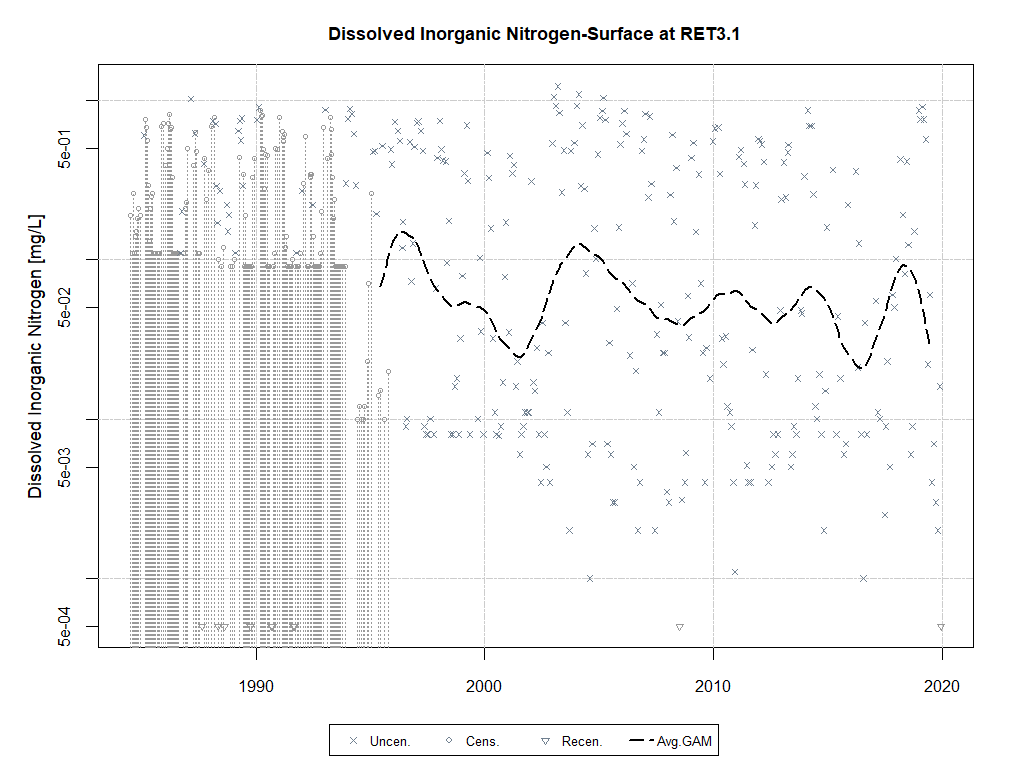 Dissolved Inorganic Nitrogen-Surface at RET3.1
Dissolved Inorganic Nitrogen [mg/L]
5e-01
5e-02
5e-03
5e-04
1990 2000 2010 2020
Uncen. Cens. Recen. Avg.GAM